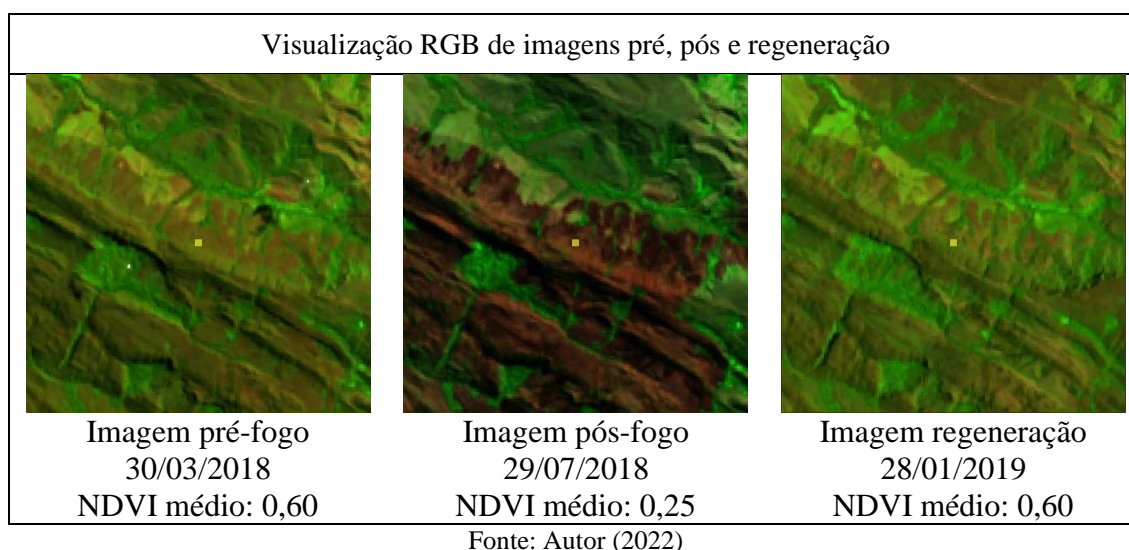 Visualização RGB de imagens pré, pós e regeneração
Imagem pré-fogo
30/03/2018
NDVI médio: 0,60
Imagem pós-fogo
29/07/2018
NDVI médio: 0,25
Imagem regeneração
28/01/2019
NDVI médio: 0,60
Fonte: Autor (2022)